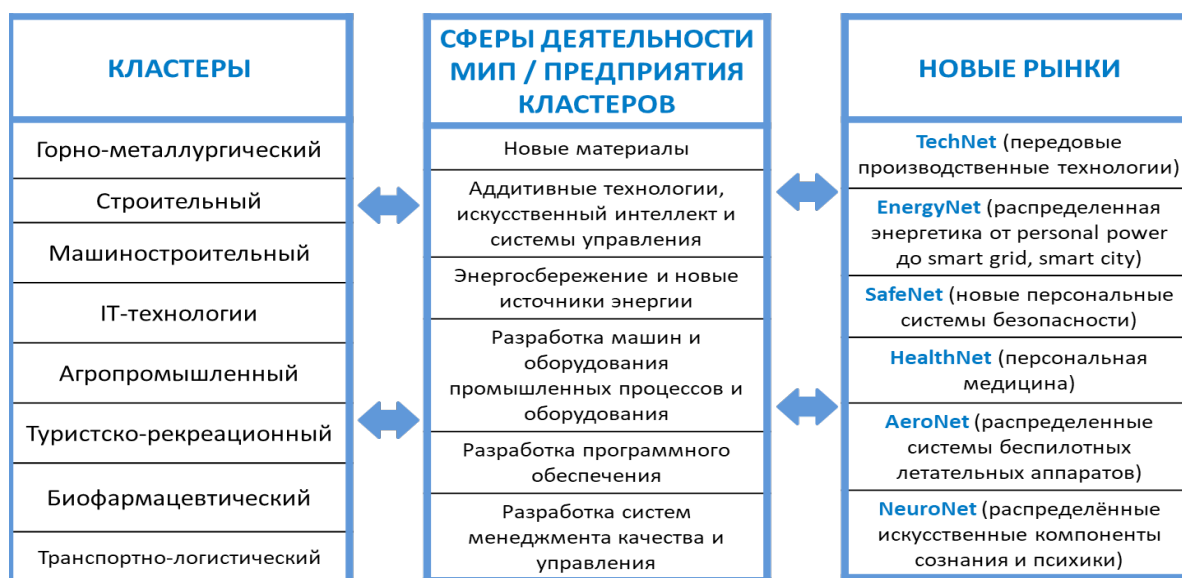 КЛАСТЕРЫ
Горно-металлургический
Строительный
Машиностроительный
IT-технологии
Агропромышленный
Туристско-рекреационный
Биофармацевтический
Транспортно-логистический
СФЕРЫ ДЕЯТЕЛЬНОСТИ
МИП / ПРЕДПРИЯТИЯ
КЛАСТЕРОВ
Новые материалы
Аддитивные технологии,
искусственный интеллект и
системы управления
Энергосбережение и новые
источники энергии
Разработка машин и
оборудования
промышленных процессов и
оборудования
Разработка программного
обеспечения
Разработка систем
менеджмента качества и
управления
НОВЫЕ РЫНКИ
TechNet (передовые
производственные технологии)
EnergyNet (распределенная
энергетика от personal power
до smart grid, smart city)
SafeNet (новые персональные
системы безопасности)
HealthNet (персональная
медицина)
AeroNet (распределенные
системы беспилотных
летательных аппаратов)
NeuroNet (распределённые
искусственные компоненты
сознания и психики)